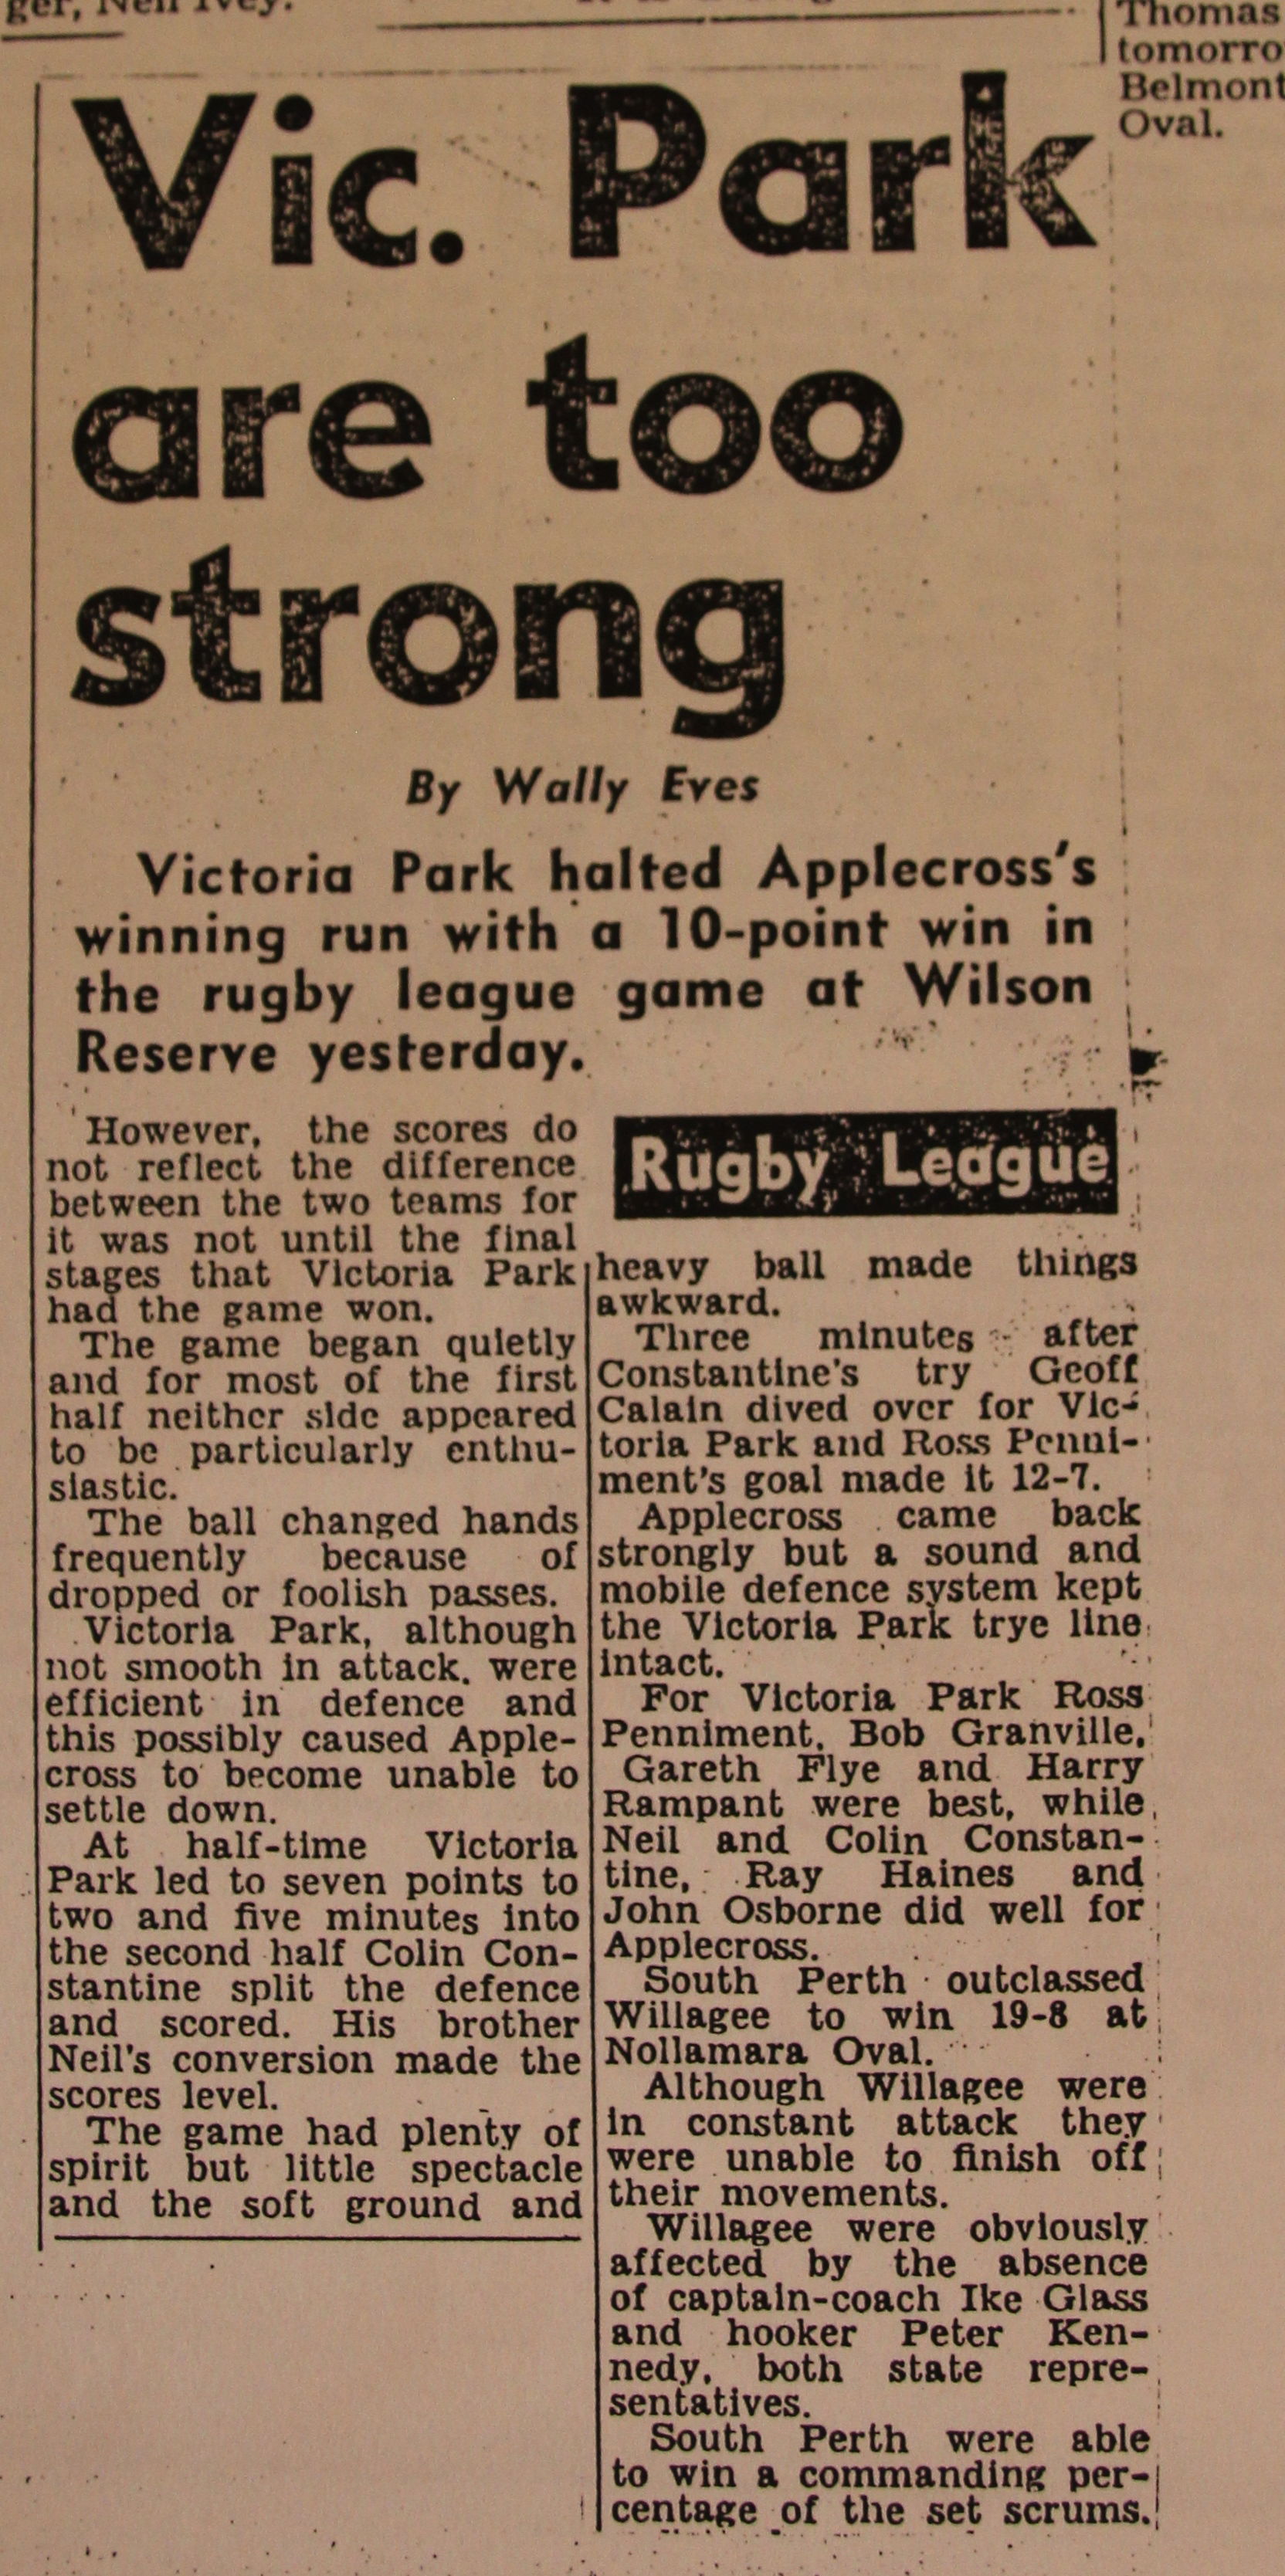 ger, Neil Ivey.
Thomas
tomorro
Belmont
Oval.
Vic. Park
are too
strong
By Wally Eves
Victoria Park halted Applecross's
winning run with a 10-point win in
the rugby league game at Wilson
Reserve yesterday.
However, the scores do
not reflect the difference
between the two teams for
it was not until the final
stages that Victoria Park
had the game won.
The game began quietly
and for most of the first
half neither side appeared
to be particularly enthu-
siastic.
The ball changed hands
frequently because of
dropped or foolish passes.
Victoria Park, although
not smooth in attack, were
efficient in defence and
this possibly caused Apple-
cross to become unable to
settle down.
At half-time Victoria
Park led to seven points to
two and five minutes into
the second half Colin Con-
stantine split the defence
and scored. His brother
Neil's conversion made the
scores level.
The game had plenty of
spirit but little spectacle
and the soft ground and
Rugby League
heavy ball made things
awkward.
Three minutes after
Constantine's try Geoff
Calain dived over for Vic-
toria Park and Ross Penni-
ment's goal made it 12-7.
Applecross came back
strongly but a sound and
mobile defence system kept
the Victoria Park trye line
intact.
For Victoria Park Ross
Penniment, Bob Granville,
Gareth Flye and Harry
Rampant were best, while
Neil and Colin Constan-
tine, Ray Haines and
John Osborne did well for
Applecross.
South Perth outclassed
Willagee to win 19-8 at
Nollamara Oval.
Although Willagee were
in constant attack they
were unable to finish off
their movements.
Willagee were obviously
affected by the absence
of captain-coach Ike Glass
and hooker Peter Ken-
nedy, both state repre-
sentatives.
South Perth were able
to win a commanding per-
centage of the set scrums.